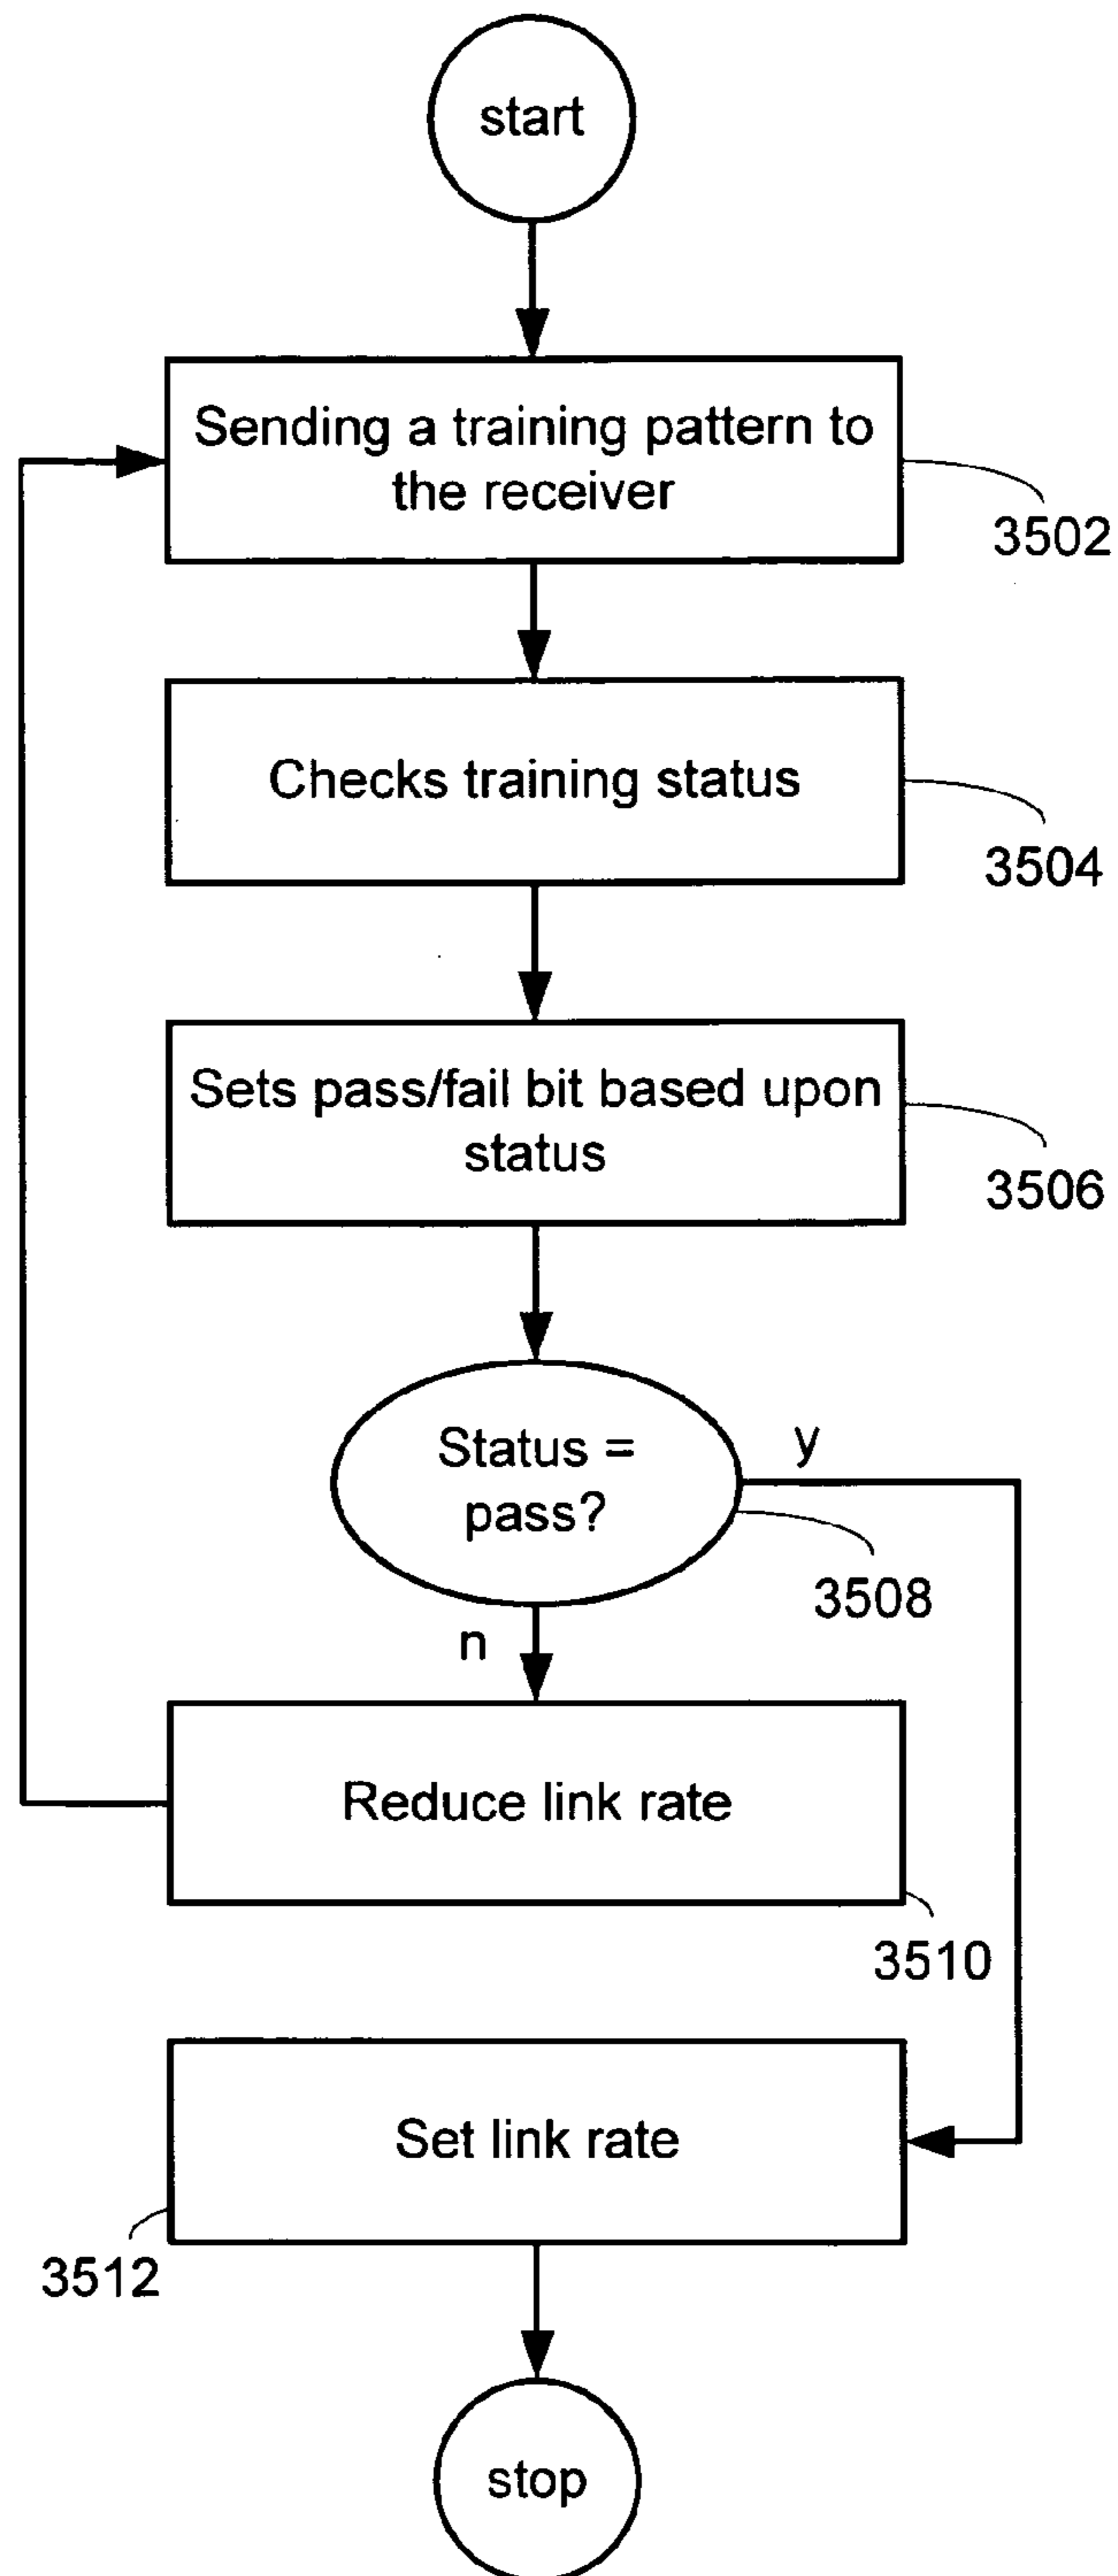 start
Sending a training pattern to
the receiver
3502
Checks training status
3504
Sets pass/fail bit based upon
status
3506
Status =
pass?
y
3508
n
Reduce link rate
3510
Set link rate
3512
stop